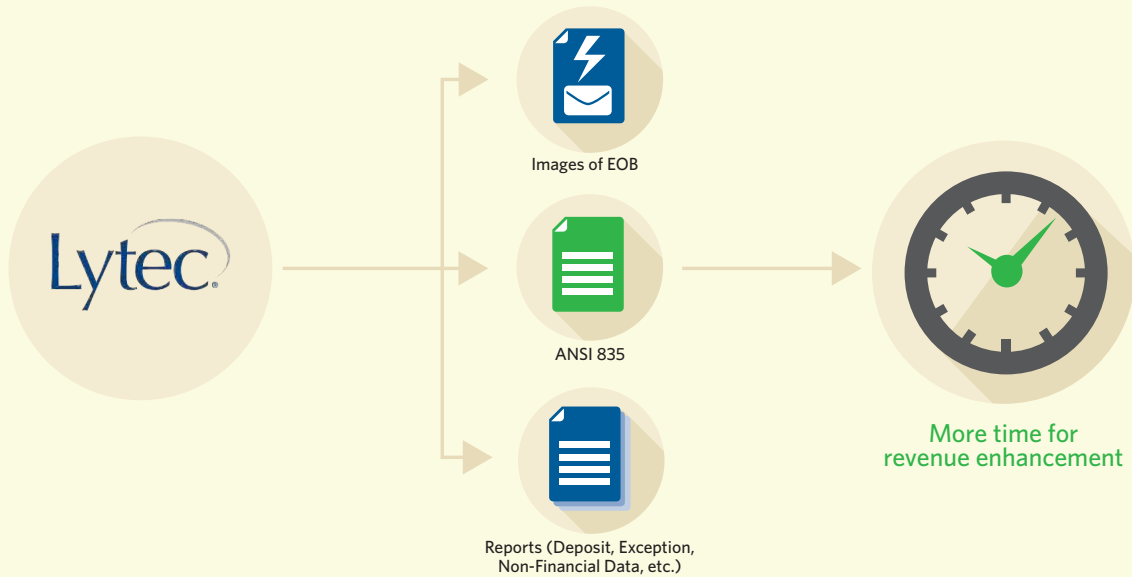 Lytec®
Images of EOB
ANSI 835
Reports (Deposit, Exception,
Non-Financial Data, etc.)
More time for
revenue enhancement